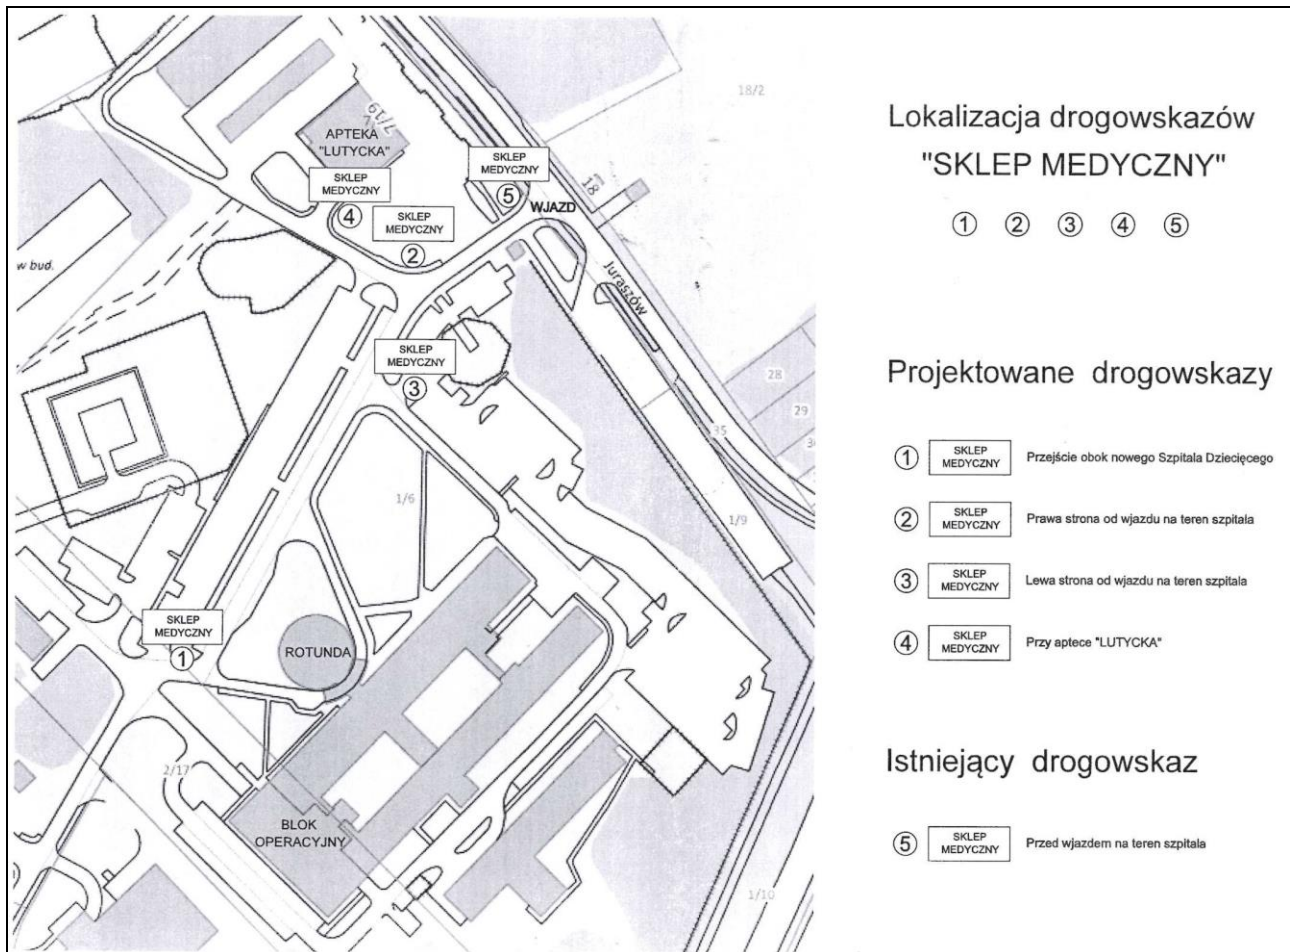 18/2
Lokalizacja drogowskazów
"SKLEP MEDYCZNY"
1 2 3 4 5
7/19
APTEKA
"LUTYCKA"
SKLEP
MEDYCZNY
5
SKLEP
MEDYCZNY
4
18
WJAZD
SKLEP
MEDYCZNY
2
w bud.
Juraszów
SKLEP
MEDYCZNY
3
28
29
35
1/6
1/9
SKLEP
MEDYCZNY
1
ROTUNDA
2/17
BLOK
OPERACYJNY
1/10
Projektowane drogowskazy
1 SKLEP MEDYCZNY Przejście obok nowego Szpitala Dziecięcego
2 SKLEP MEDYCZNY Prawa strona od wjazdu na teren szpitala
3 SKLEP MEDYCZNY Lewa strona od wjazdu na teren szpitala
4 SKLEP MEDYCZNY Przy aptece "LUTYCKA"
Istniejący drogowskaz
5 SKLEP MEDYCZNY Przed wjazdem na teren szpitala